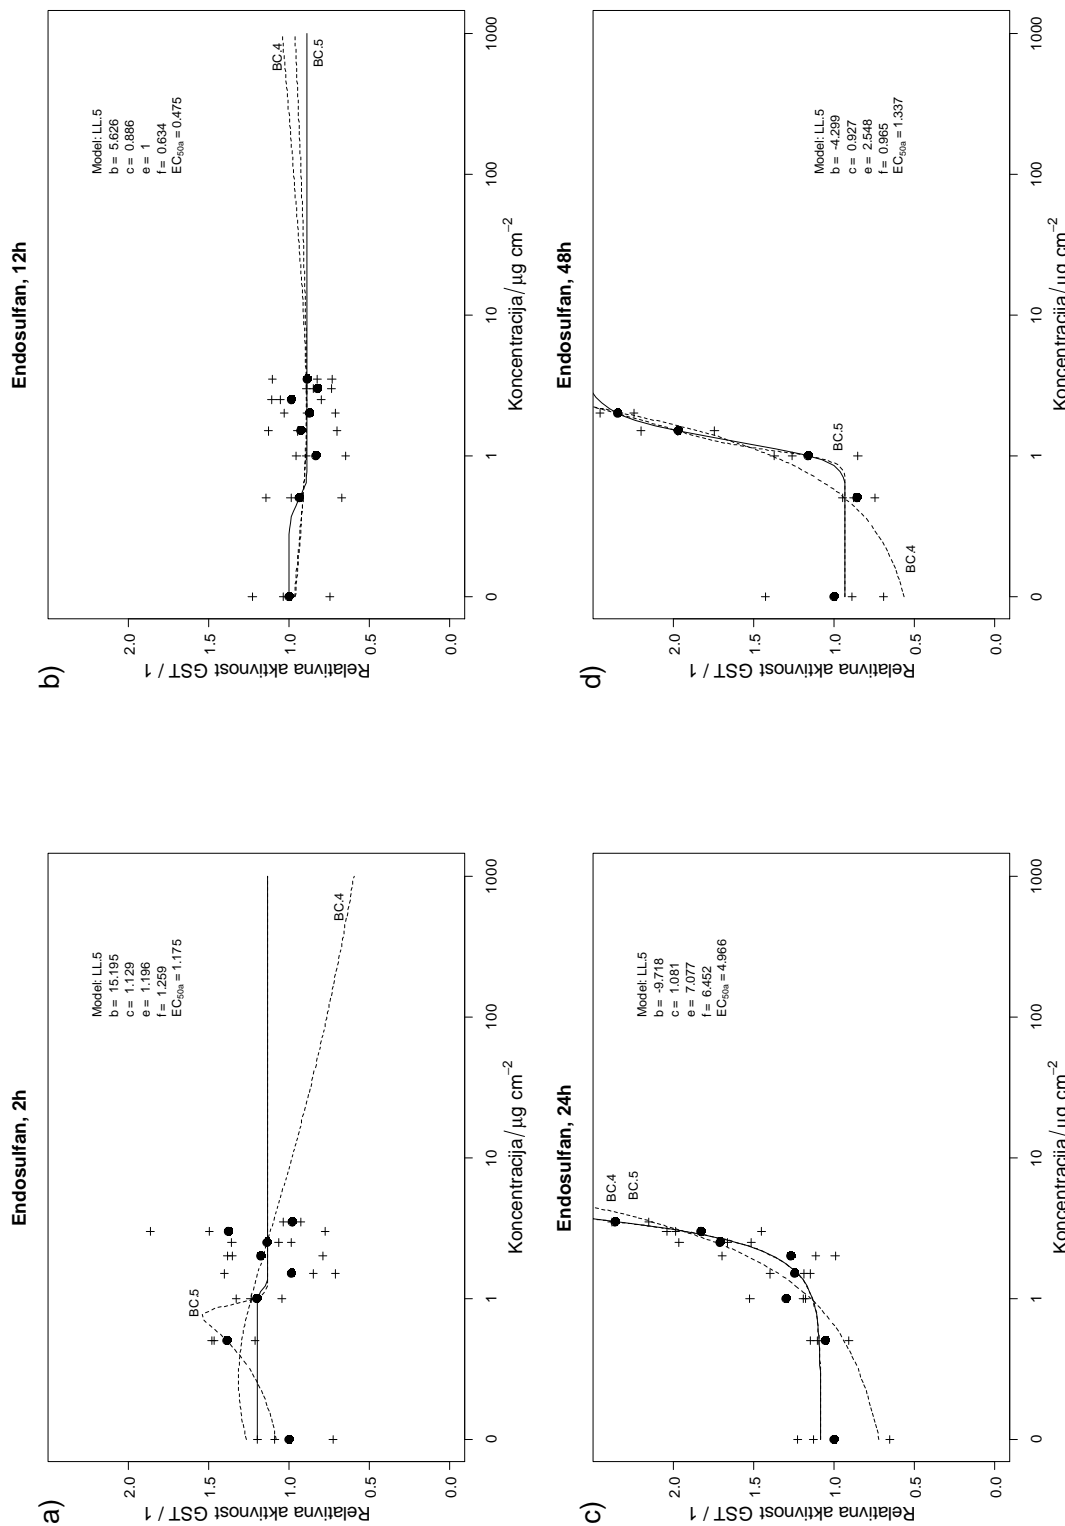 a)
Endosulfan, 2h
Relativna aktivnost GST / 1
2.0
1.5
1.0
0.5
0.0
BC.5
BC.4
Model: LL.5
b = 15.195
c = 1.129
e = 1.196
f = 1.259
EC50a = 1.175
0 1 10 100 1000
Koncentracija/µg cm−2
b)
Endosulfan, 12h
Relativna aktivnost GST / 1
2.0
1.5
1.0
0.5
0.0
BC.4
BC.5
Model: LL.5
b = 5.626
c = 0.886
e = 1
f = 0.634
EC50a = 0.475
0 1 10 100 1000
Koncentracija/µg cm−2
c)
Endosulfan, 24h
Relativna aktivnost GST / 1
2.0
1.5
1.0
0.5
0.0
BC.4
BC.5
Model: LL.5
b = -9.718
c = 1.081
e = 7.077
f = 6.452
EC50a = 4.966
0 1 10 100 1000
Koncentracija/µg cm−2
d)
Endosulfan, 48h
Relativna aktivnost GST / 1
2.0
1.5
1.0
0.5
0.0
BC.5
BC.4
Model: LL.5
b = -4.299
c = 0.927
e = 2.548
f = 0.965
EC50a = 1.337
0 1 10 100 1000
Koncentracija/µg cm−2